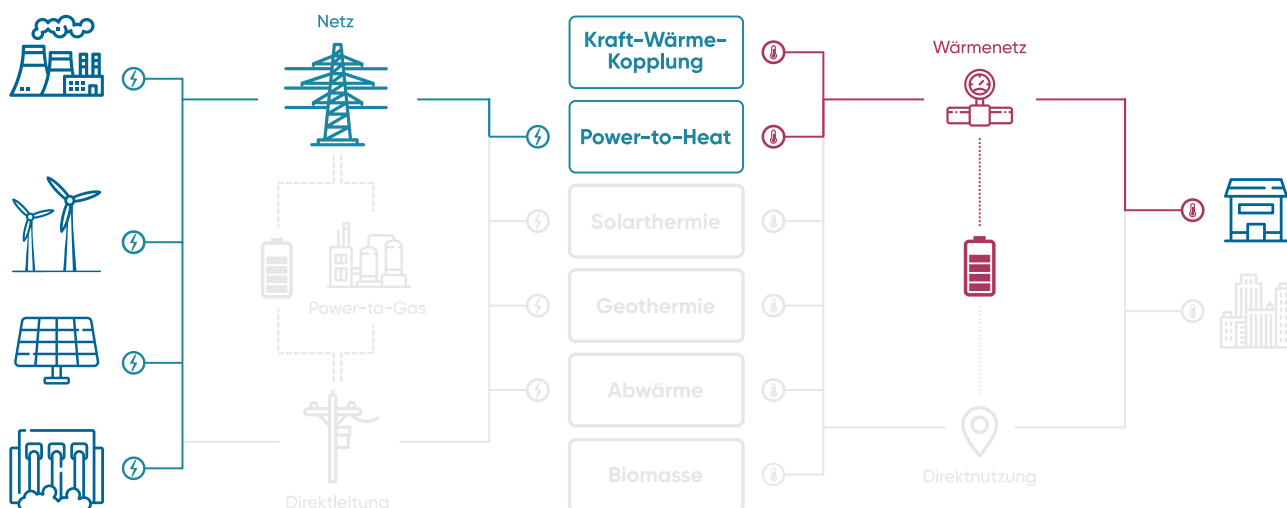 Netz
Kraft-Wärme-
Kopplung
Wärmenetz
Power-to-Heat
Solarthermie
Geothermie
Power-to-Gas
Abwärme
Biomasse
Direktnutzung
Direktleitung